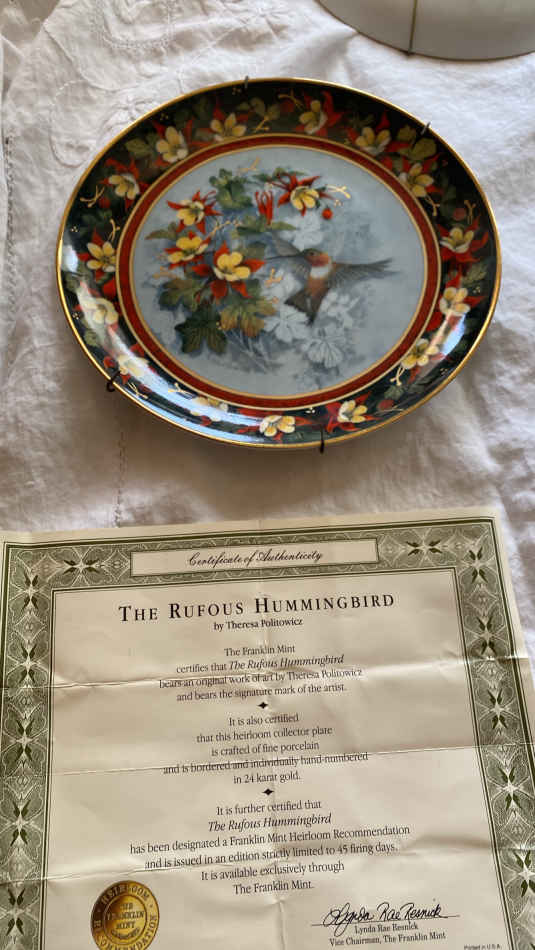 Certificate of Authenticity
THE RUFOUS HUMMINGBIRD
by Theresa Politowicz
The Franklin Mint
certifies that The Rufous Hummingbird
bears an original work of art by Theresa Politowicz
and bears the signature mark of the artist.
It is also certified
that this heirloom collector plate
is crafted of fine porcelain
and is bordered and individually hand-numbered
in 24 karat gold.
It is further certified that
The Rufous Hummingbird
has been designated a Franklin Mint Heirloom Recommendation
and is issued in an edition strictly limited to 45 firing days.
It is available exclusively through
The Franklin Mint.
HEIRLOOM
THE
FRANKLIN
MINT
RECOMMENDATION
Lynda Rae Resnick
Lynda Rae Resnick
Vice Chairman, The Franklin Mint
Printed in U.S.A.